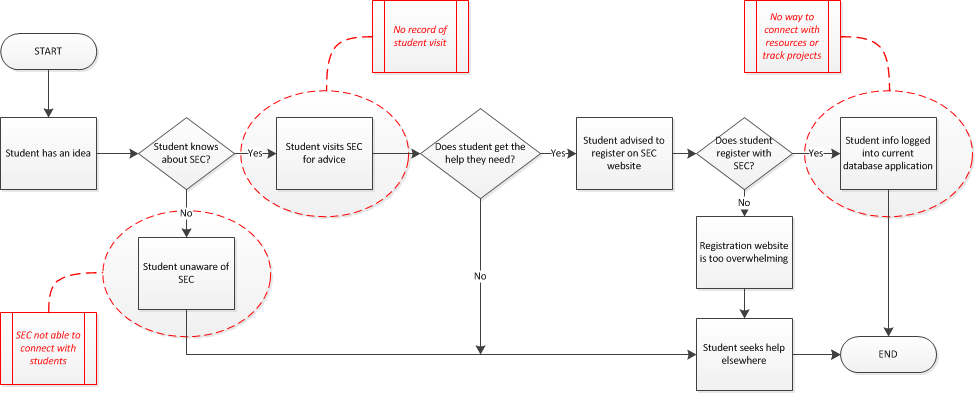 No record of
student visit
No way to
connect with
resources or
track projects
START
Student has an idea
Student knows
about SEC?
Yes
Student visits SEC
for advice
Does student get the
help they need?
Yes
Student advised to
register on SEC
website
Does student
register with
SEC?
Yes
Student info logged
into current
database application
No
No
Student unaware of
SEC
No
Registration website
is too overwhelming
SEC not able to
connect with
students
Student seeks help
elsewhere
END